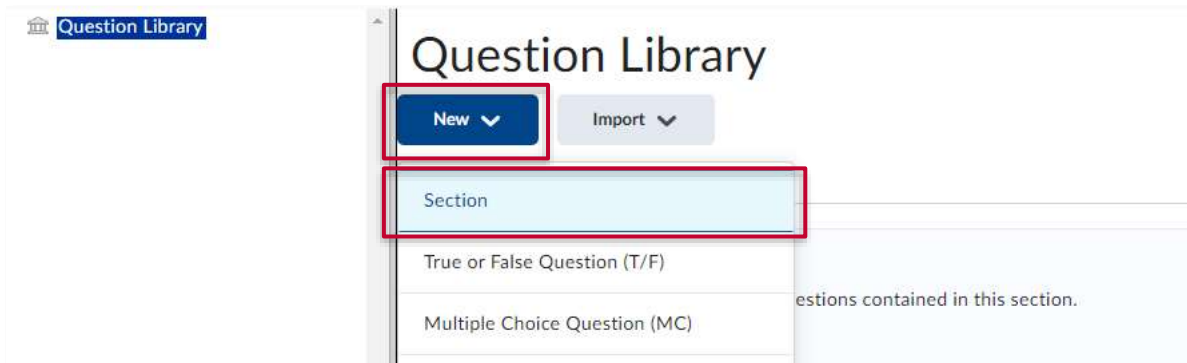 Question Library
Question Library
New
Import
Section
True or False Question (T/F)
estions contained in this section.
Multiple Choice Question (MC)